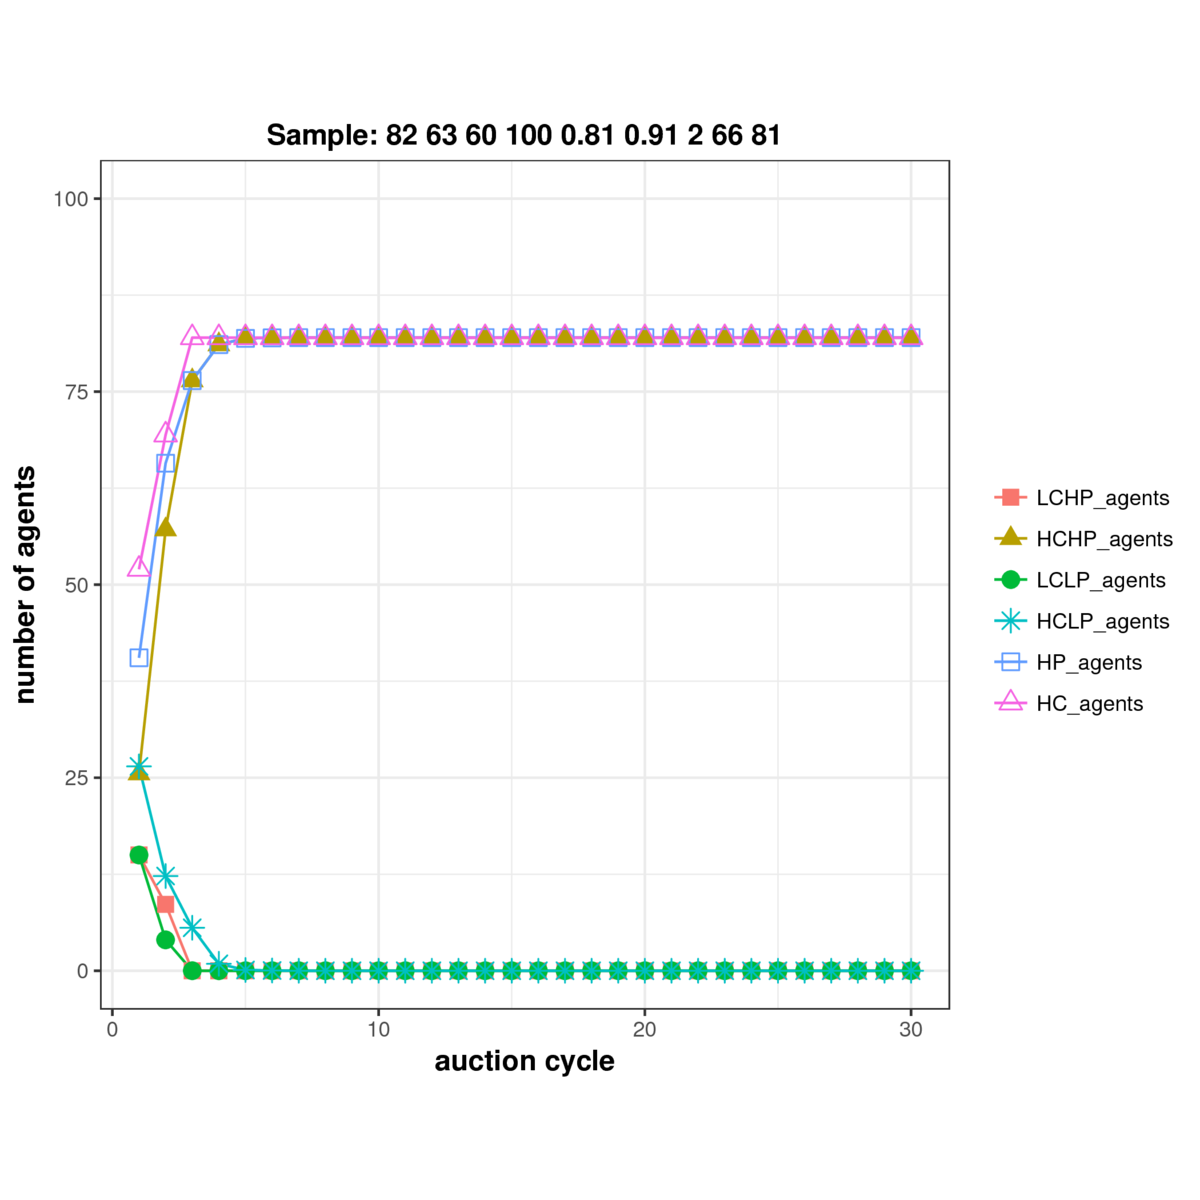 Sample: 82 63 60 100 0.81 0.91 2 66 81
100
75
50
25
0
number of agents
0 10 20 30
auction cycle
LCHP_agents
HCHP_agents
LCLP_agents
HCLP_agents
HP_agents
HC_agents